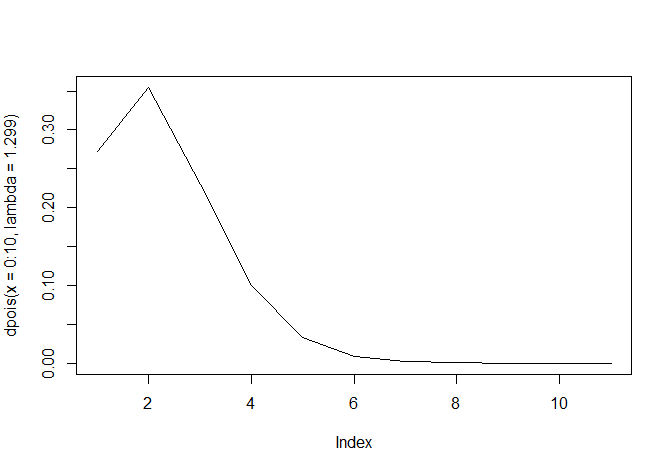 dpois(x = 0:10, lambda = 1.299)
0.30
0.20
0.10
0.00
2 4 6 8 10
Index